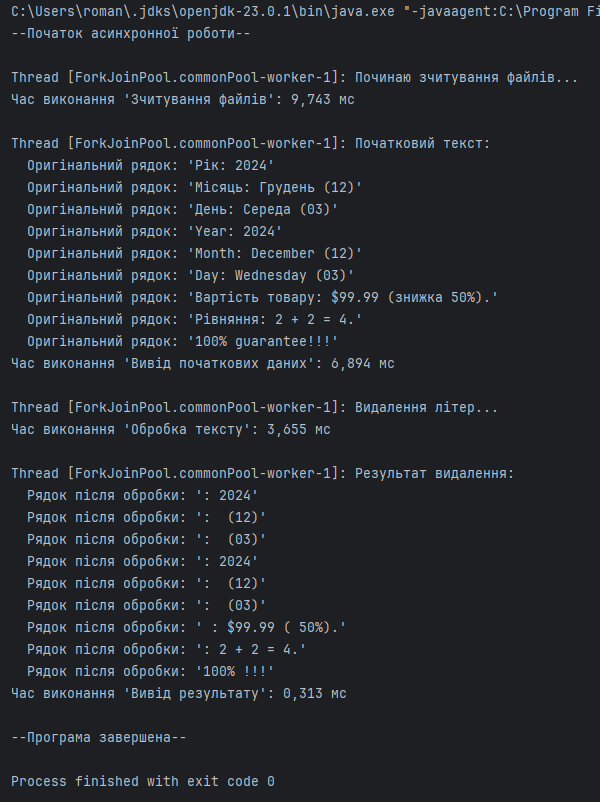 C:\Users\roman\.jdks\openjdk-23.0.1\bin\java.exe "-javaagent:C:\Program Fi
--Початок асинхронної роботи--
Thread [ForkJoinPool.commonPool-worker-1]: Починаю зчитування файлів...
Час виконання 'Зчитування файлів': 9,743 мс
Thread [ForkJoinPool.commonPool-worker-1]: Початковий текст:
  Оригінальний рядок: 'Рік: 2024'
  Оригінальний рядок: 'Місяць: Грудень (12)'
  Оригінальний рядок: 'День: Середа (03)'
  Оригінальний рядок: 'Year: 2024'
  Оригінальний рядок: 'Month: December (12)'
  Оригінальний рядок: 'Day: Wednesday (03)'
  Оригінальний рядок: 'Вартість товару: $99.99 (знижка 50%).'
  Оригінальний рядок: 'Рівняння: 2 + 2 = 4.'
  Оригінальний рядок: '100% guarantee!!!'
Час виконання 'Вивід початкових даних': 6,894 мс
Thread [ForkJoinPool.commonPool-worker-1]: Видалення літер...
Час виконання 'Обробка тексту': 3,655 мс
Thread [ForkJoinPool.commonPool-worker-1]: Результат видалення:
  Рядок після обробки: ': 2024'
  Рядок після обробки: ':  (12)'
  Рядок після обробки: ':  (03)'
  Рядок після обробки: ': 2024'
  Рядок після обробки: ':  (12)'
  Рядок після обробки: ':  (03)'
  Рядок після обробки: ' : $99.99 ( 50%).'
  Рядок після обробки: ': 2 + 2 = 4.'
  Рядок після обробки: '100% !!!'
Час виконання 'Вивід результату': 0,313 мс
--Програма завершена--
Process finished with exit code 0